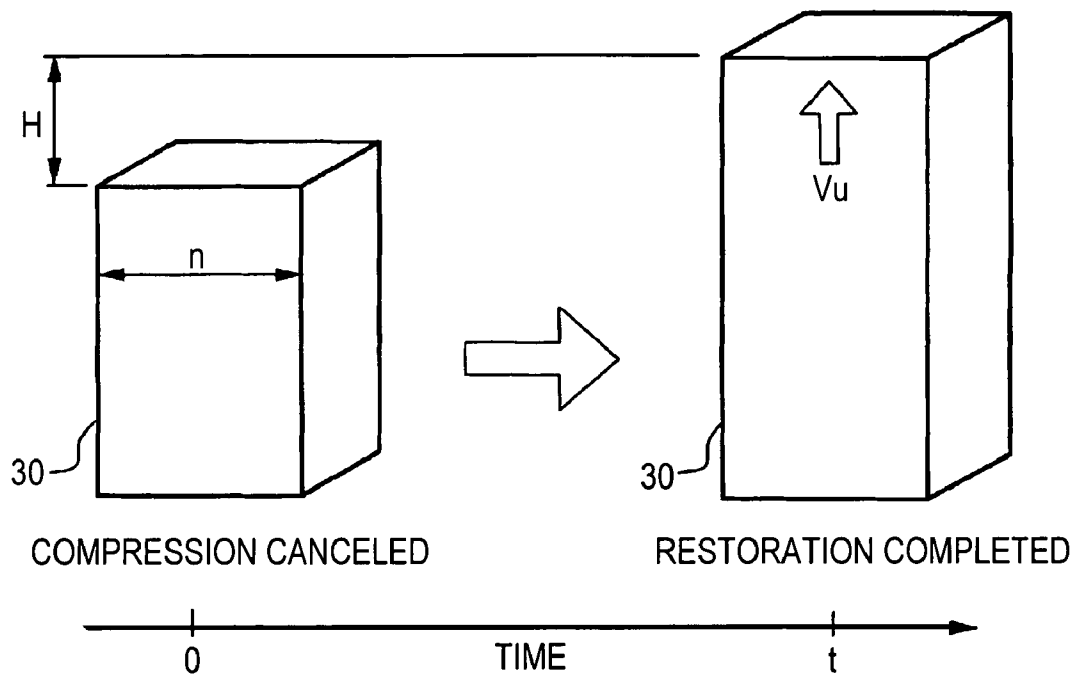 H
n
Vu
30
30
COMPRESSION CANCELED
RESTORATION COMPLETED
0
TIME
t